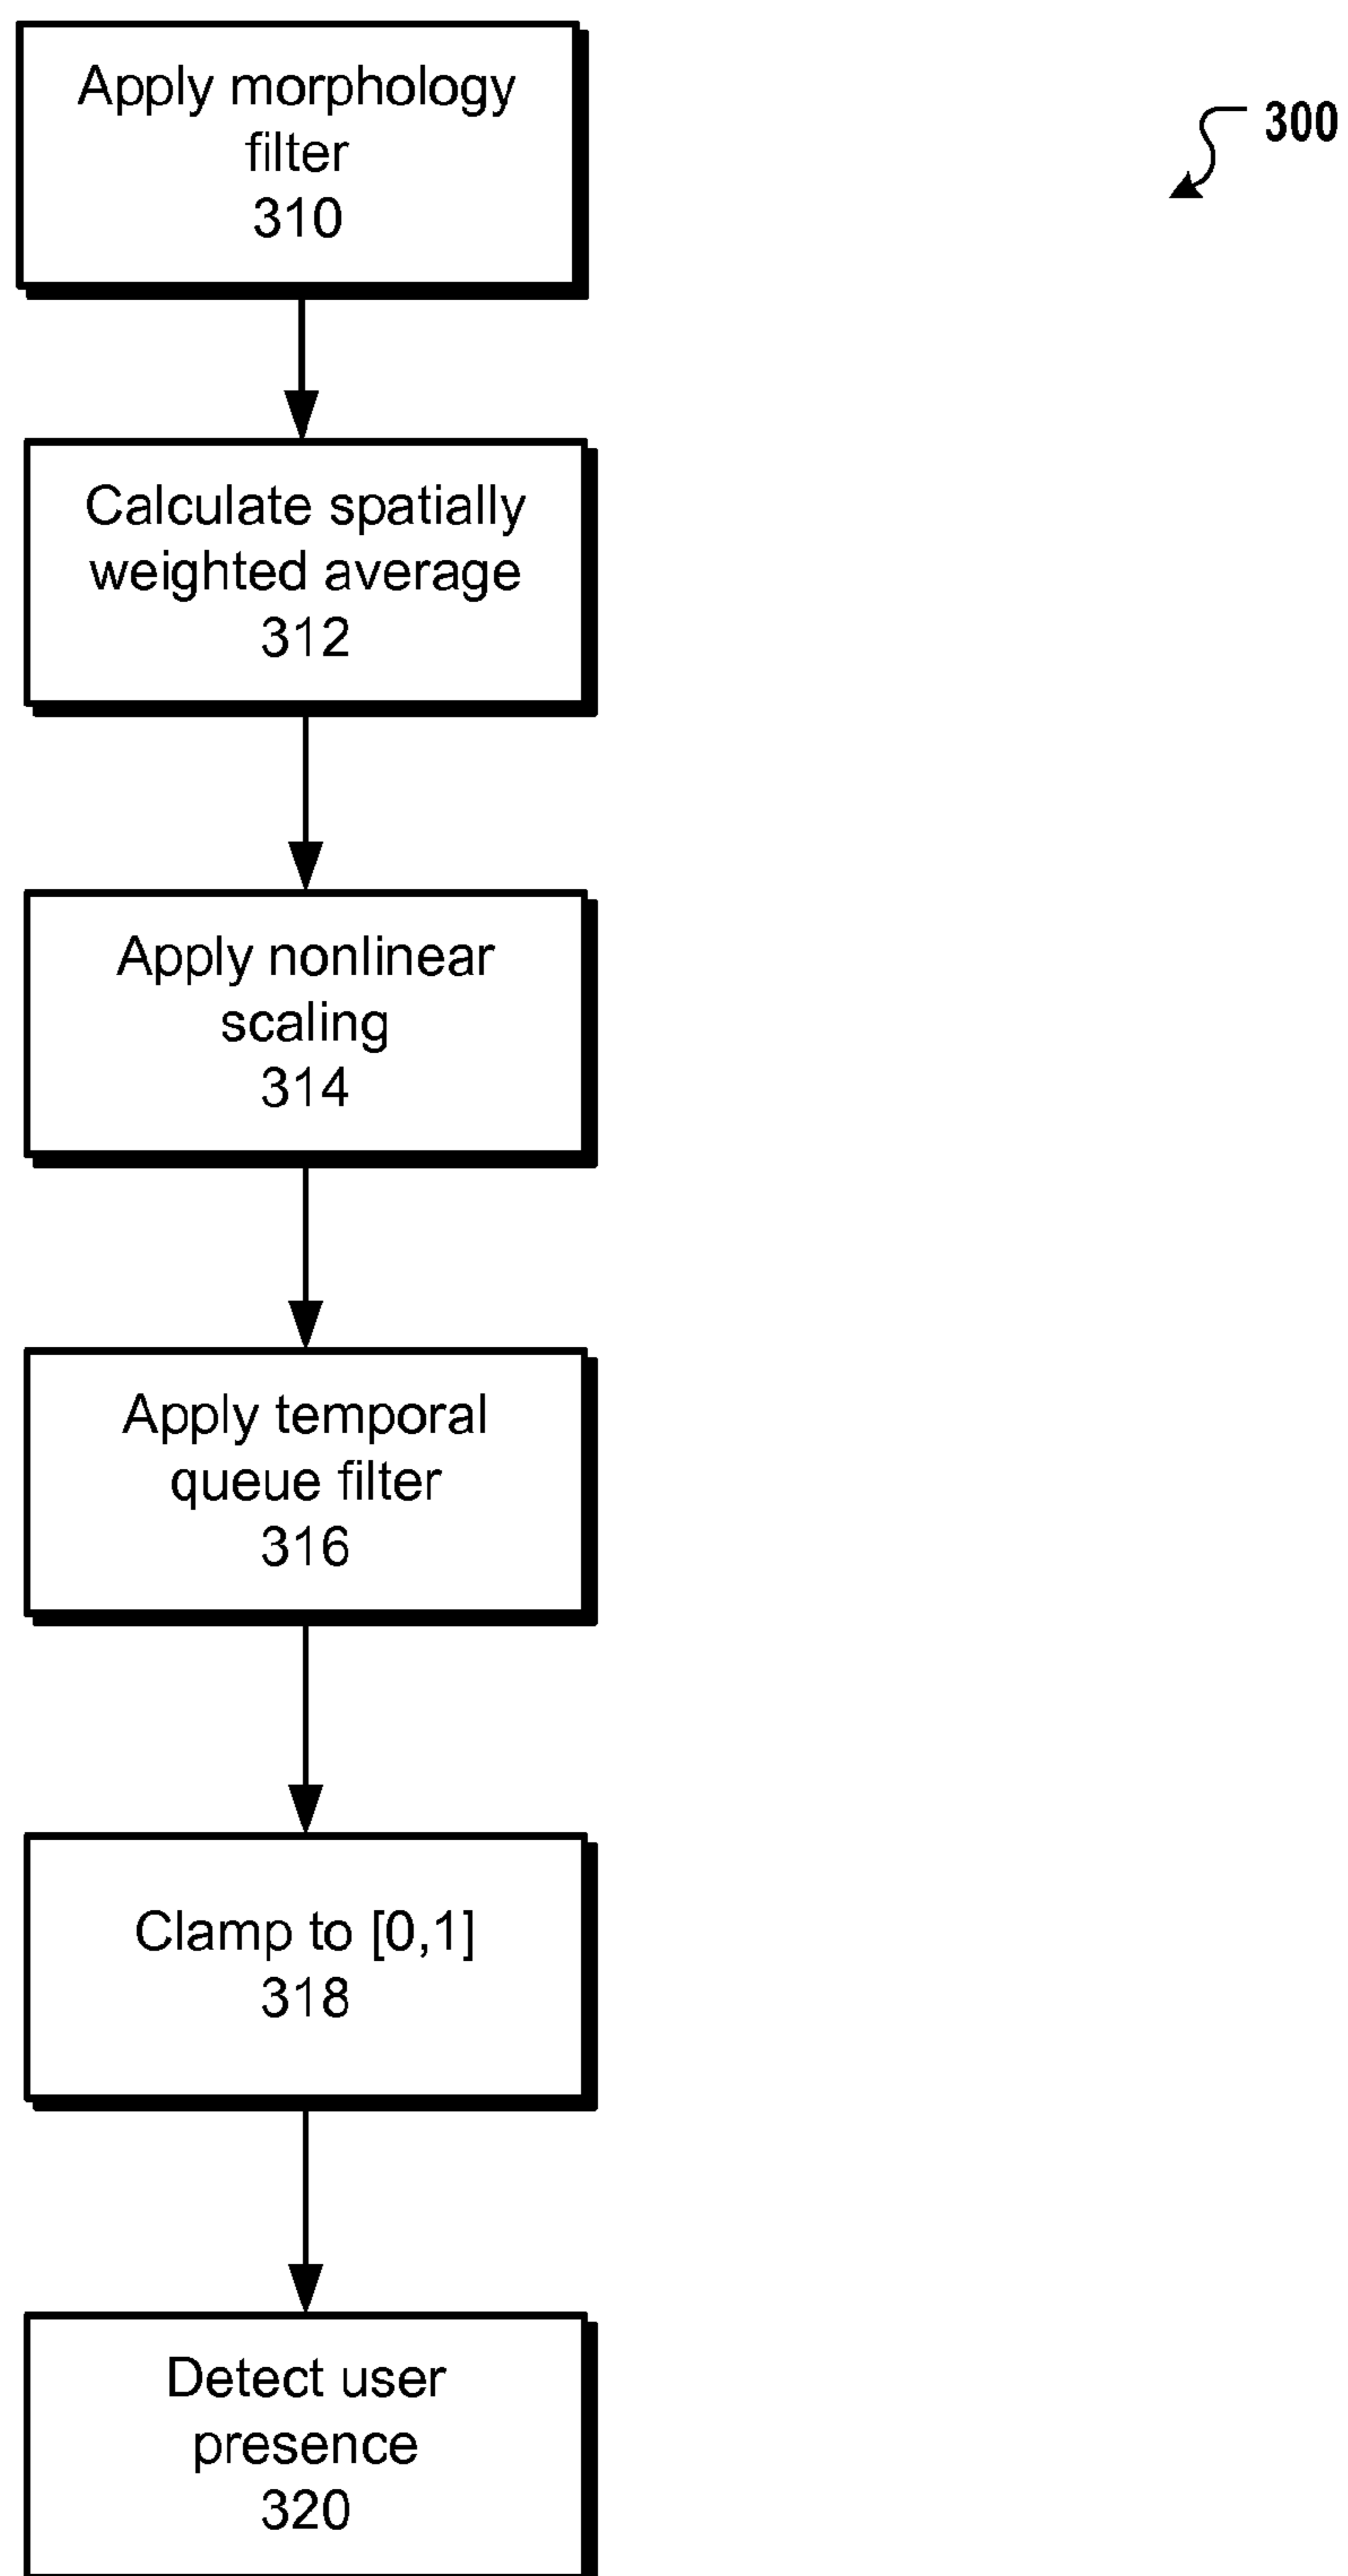 Apply morphology
filter
310
300
Calculate spatially
weighted average
312
Apply nonlinear
scaling
314
Apply temporal
queue filter
316
Clamp to [0,1]
318
Detect user
presence
320